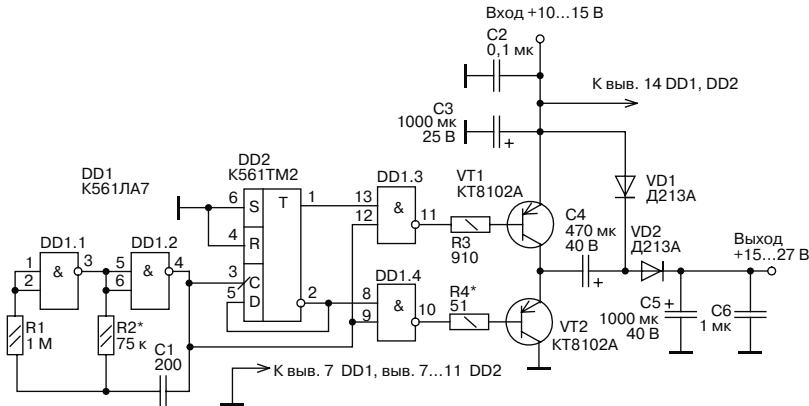 Вход +10...15 В
C2
0,1 мк
К выв. 14 DD1, DD2
C3
1000 мк
25 В
+
DD1
К561ЛА7
DD2
К561ТМ2
DD1.3
VT1
КТ8102А
VD1
Д213А
6
S
T
1
13
&
12
11
4
R
R3
910
C4
470 мк
40 В
+
VD2
Д213А
Выход
+15...27 В
DD1.1
DD1.2
1
2
&
3
5
6
&
4
3
C
5
D
2
DD1.4
8
9
&
10
R4*
51
VT2
КТ8102А
C5
+
1000 мк
40 В
C6
1 мк
R1
1 М
R2*
75 к
C1
200
К выв. 7 DD1, выв. 7...11 DD2